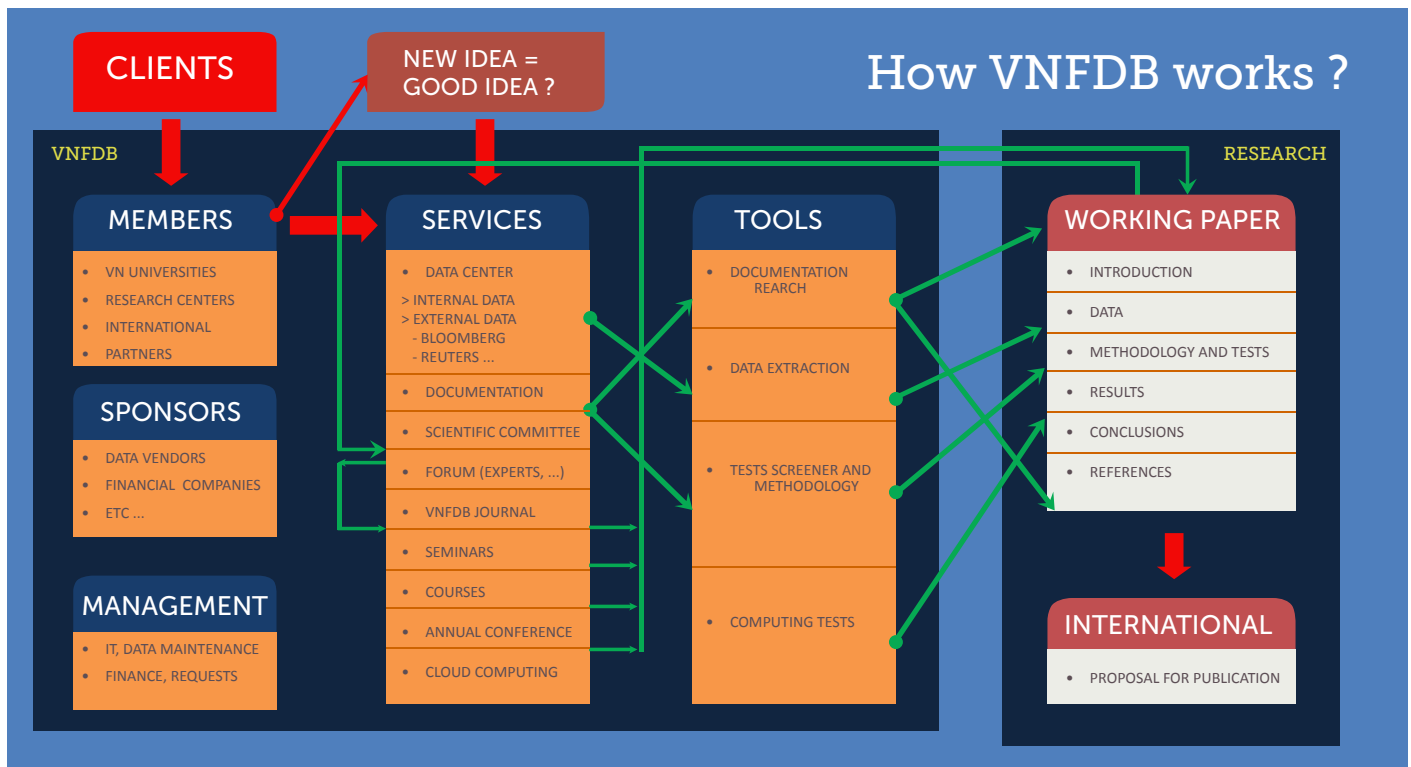 CLIENTS
NEW IDEA =
GOOD IDEA ?
How VNFDB works ?
VNFDB
MEMBERS
• VN UNIVERSITIES
• RESEARCH CENTERS
• INTERNATIONAL
• PARTNERS
SPONSORS
• DATA VENDORS
• FINANCIAL COMPANIES
• ETC ...
MANAGEMENT
• IT, DATA MAINTENANCE
• FINANCE, REQUESTS
SERVICES
• DATA CENTER
> INTERNAL DATA
> EXTERNAL DATA
- BLOOMBERG
- REUTERS ...
• DOCUMENTATION
• SCIENTIFIC COMMITTEE
• FORUM (EXPERTS, ...)
• VNFDB JOURNAL
• SEMINARS
• COURSES
• ANNUAL CONFERENCE
• CLOUD COMPUTING
TOOLS
• DOCUMENTATION
REARCH
• DATA EXTRACTION
• TESTS SCREENER AND
METHODOLOGY
• COMPUTING TESTS
RESEARCH
WORKING PAPER
• INTRODUCTION
• DATA
• METHODOLOGY AND TESTS
• RESULTS
• CONCLUSIONS
• REFERENCES
INTERNATIONAL
• PROPOSAL FOR PUBLICATION